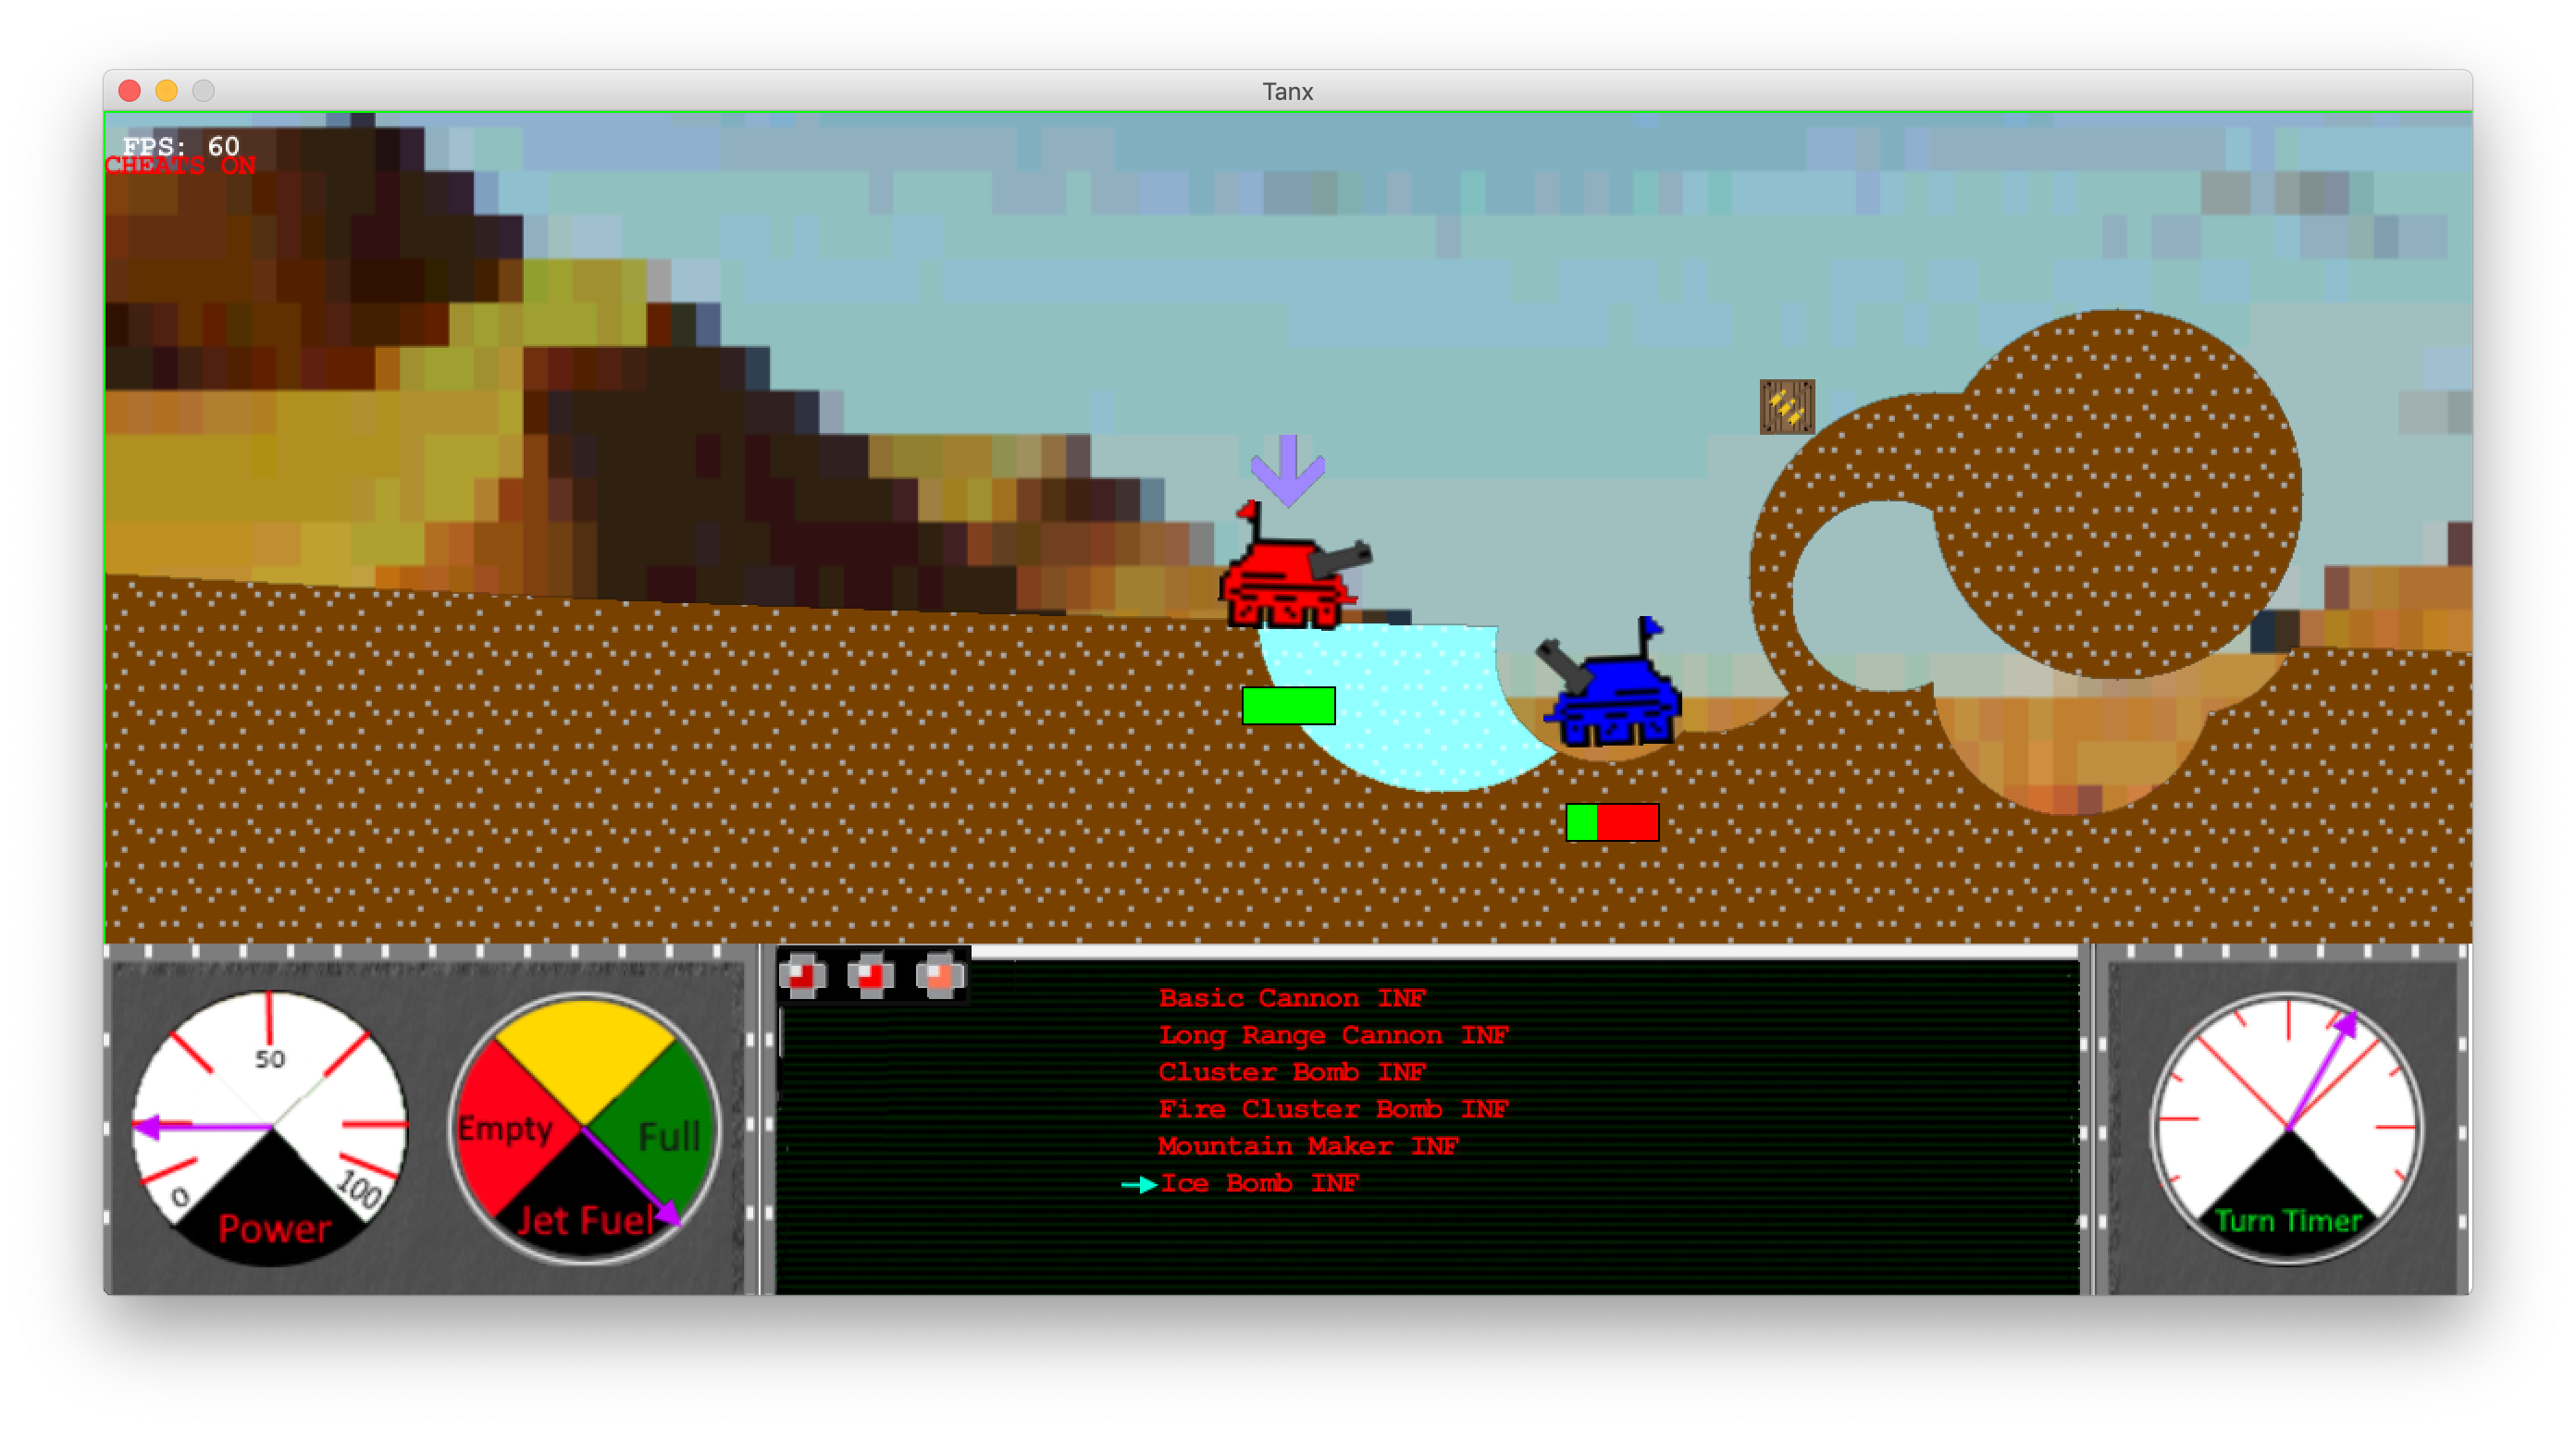 Tanx
FPS: 60
CHEATS ON
50
0
100
Power
Empty
Full
Jet Fuel
Basic Cannon INF
Long Range Cannon INF
Cluster Bomb INF
Fire Cluster Bomb INF
Mountain Maker INF
Ice Bomb INF
Turn Timer